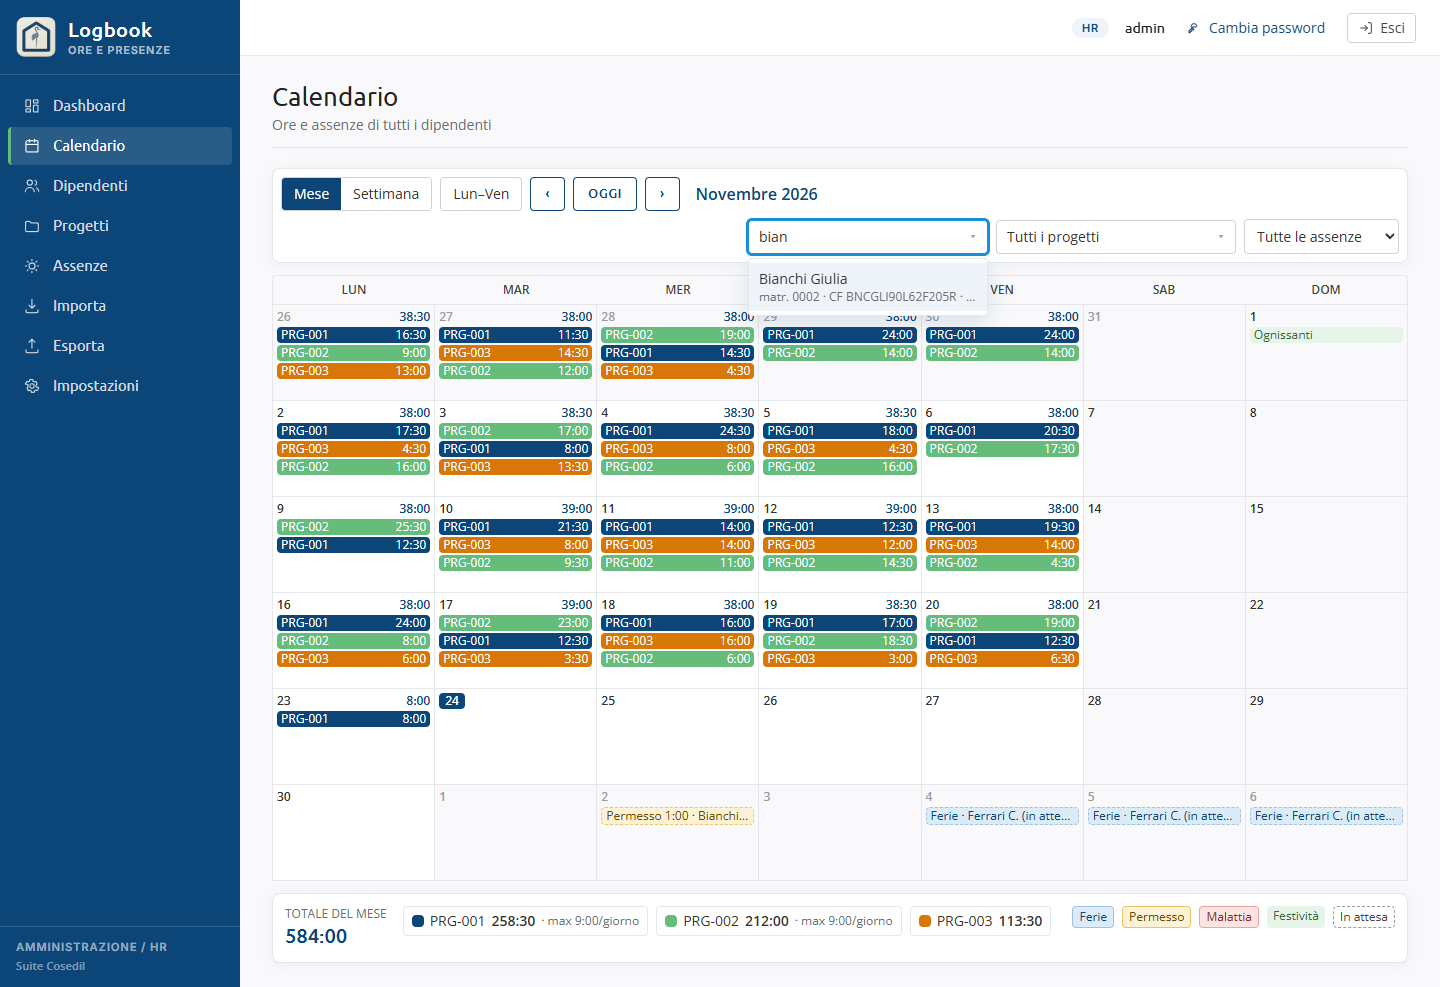 Logbook
ORE E PRESENZE
Dashboard
Calendario
Dipendenti
Progetti
Assenze
Importa
Esporta
Impostazioni
AMMINISTRAZIONE / HR
Suite Cosedil
HR admin Cambia password Esci
Calendario
Ore e assenze di tutti i dipendenti
Mese Settimana Lun–Ven ‹ OGGI › Novembre 2026
bian Tutti i progetti Tutte le assenze
Bianchi Giulia
matr. 0002 · CF BNCGLI90L62F205R · ...
LUN MAR MER VEN SAB DOM
26 38:30 27 38:00 28 38:00 29 38:00 30 38:00 31 1
PRG-001 16:30 PRG-001 11:30 PRG-002 19:00 PRG-001 24:00 PRG-001 24:00 Ognissanti
PRG-002 9:00 PRG-003 14:30 PRG-001 14:30 PRG-002 14:00 PRG-002 14:00
PRG-003 13:00 PRG-002 12:00 PRG-003 4:30
2 38:00 3 38:30 4 38:30 5 38:30 6 38:00 7 8
PRG-001 17:30 PRG-002 17:00 PRG-001 24:30 PRG-001 18:00 PRG-001 20:30
PRG-003 4:30 PRG-001 8:00 PRG-003 8:00 PRG-003 4:30 PRG-002 17:30
PRG-002 16:00 PRG-003 13:30 PRG-002 6:00 PRG-002 16:00
9 38:00 10 39:00 11 39:00 12 39:00 13 38:00 14 15
PRG-002 25:30 PRG-001 21:30 PRG-001 14:00 PRG-001 12:30 PRG-001 19:30
PRG-001 12:30 PRG-003 8:00 PRG-003 14:00 PRG-003 12:00 PRG-003 14:00
PRG-002 9:30 PRG-002 11:00 PRG-002 14:30 PRG-002 4:30
16 38:00 17 39:00 18 38:00 19 38:30 20 38:00 21 22
PRG-001 24:00 PRG-002 23:00 PRG-001 16:00 PRG-001 17:00 PRG-002 19:00
PRG-002 8:00 PRG-001 12:30 PRG-003 16:00 PRG-002 18:30 PRG-001 12:30
PRG-003 6:00 PRG-003 3:30 PRG-002 6:00 PRG-003 3:00 PRG-003 6:30
23 8:00 24 25 26 27 28 29
PRG-001 8:00
30 1 2 3 4 5 6
Permesso 1:00 · Bianchi... Ferie · Ferrari C. (in atte... Ferie · Ferrari C. (in atte... Ferie · Ferrari C. (in atte...
TOTALE DEL MESE
584:00
PRG-001 258:30 · max 9:00/giorno PRG-002 212:00 · max 9:00/giorno PRG-003 113:30
Ferie Permesso Malattia Festività In attesa